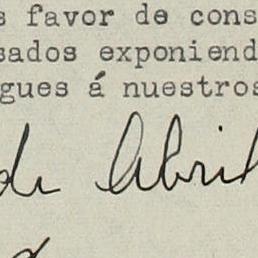 s favor de cons
sados exponiend
gues á nuestros
de Abril